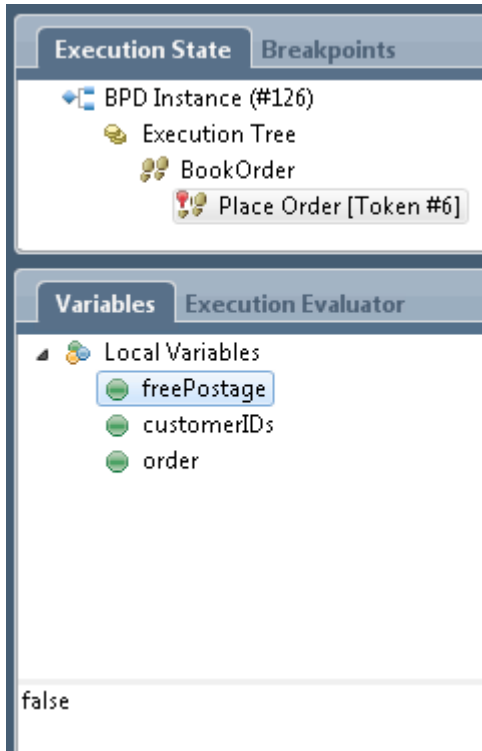 Execution State Breakpoints
BPD Instance (#126)
Execution Tree
BookOrder
Place Order [Token #6]
Variables Execution Evaluator
Local Variables
freePostage
customerIDs
order
false